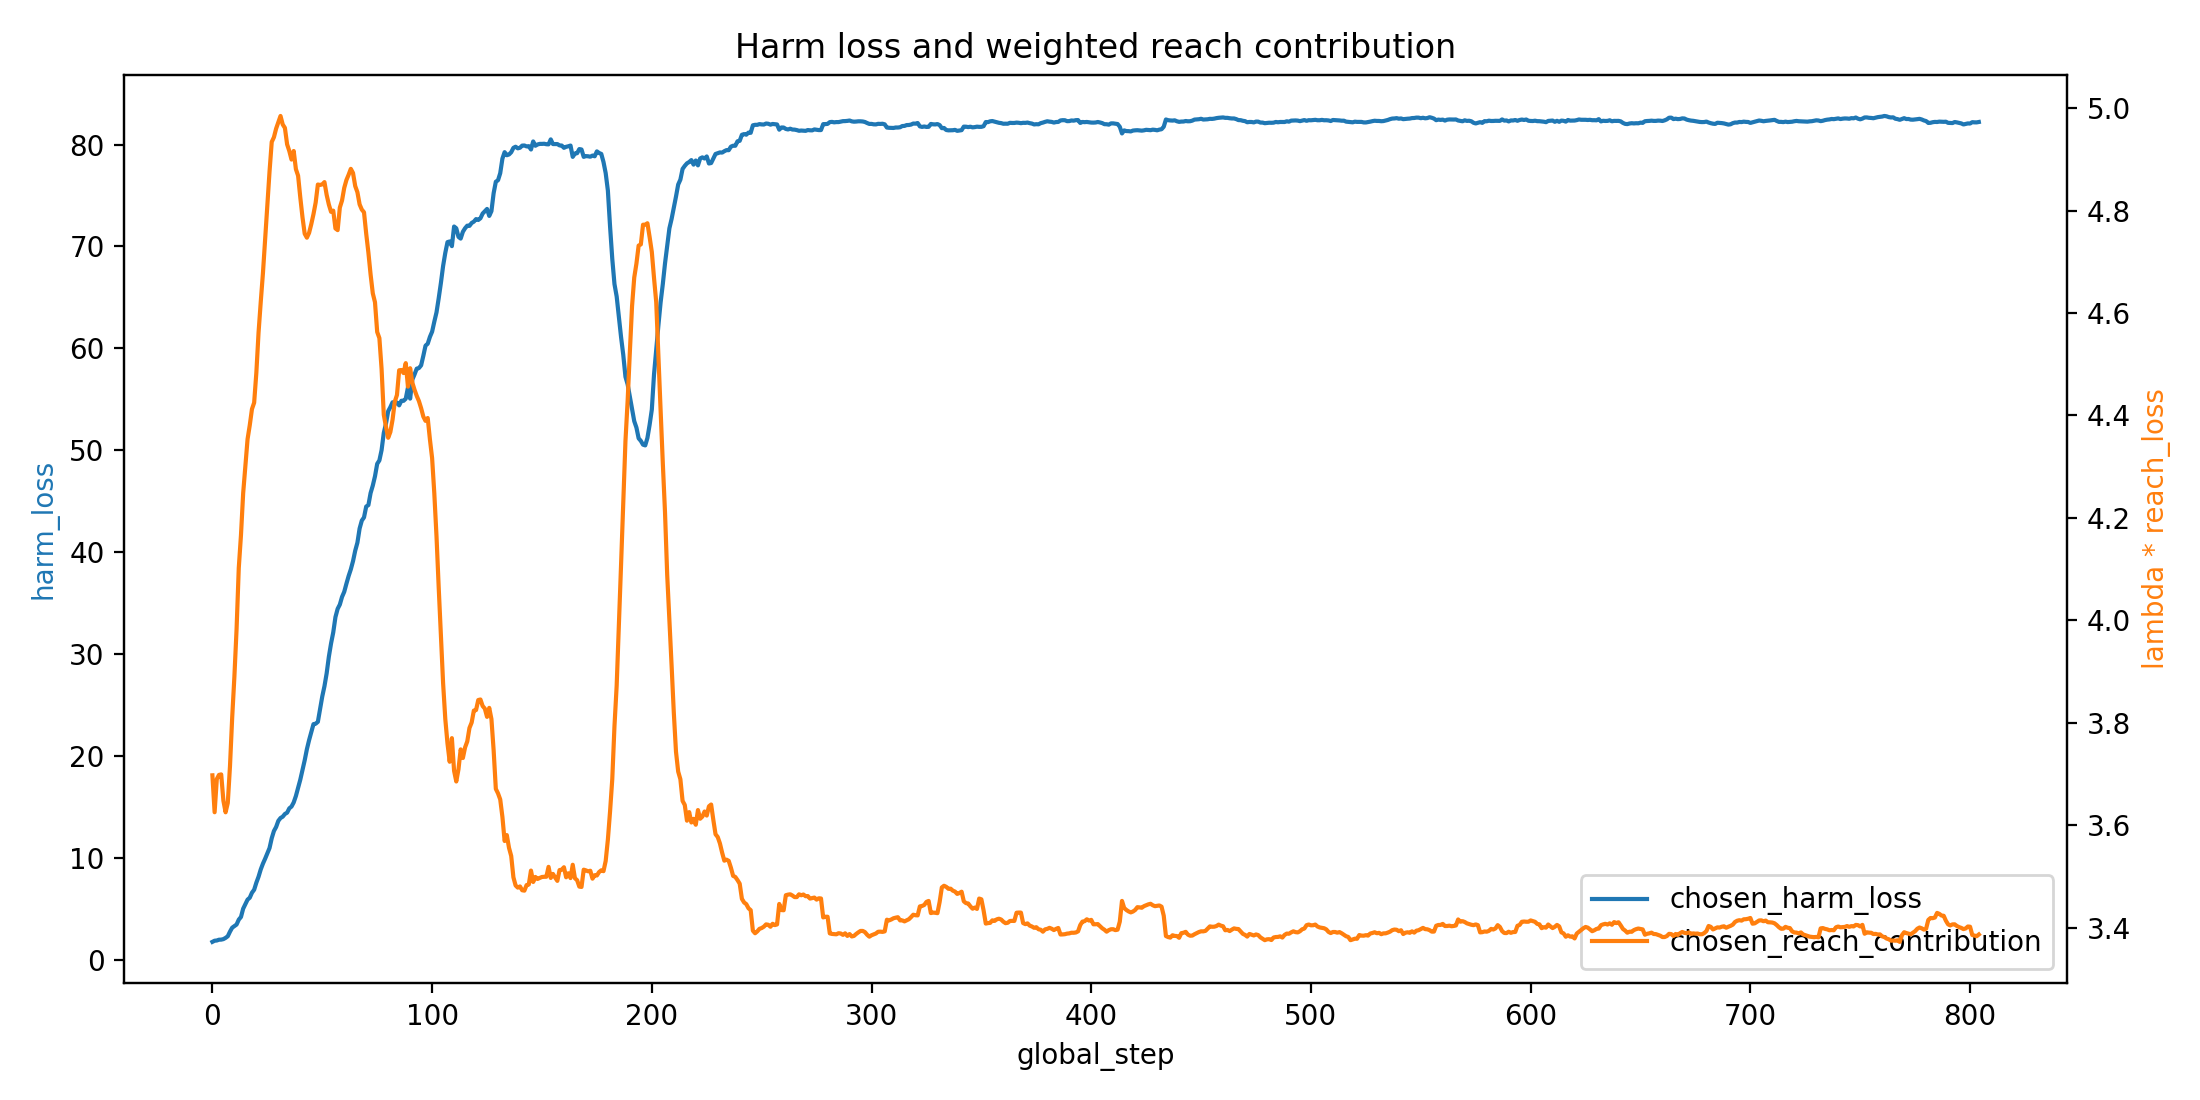 Harm loss and weighted reach contribution
harm_loss
80
70
60
50
40
30
20
10
0
5.0
4.8
4.6
4.4
4.2
4.0
3.8
3.6
3.4
lambda * reach_loss
chosen_harm_loss
chosen_reach_contribution
0 100 200 300 400 500 600 700 800
global_step